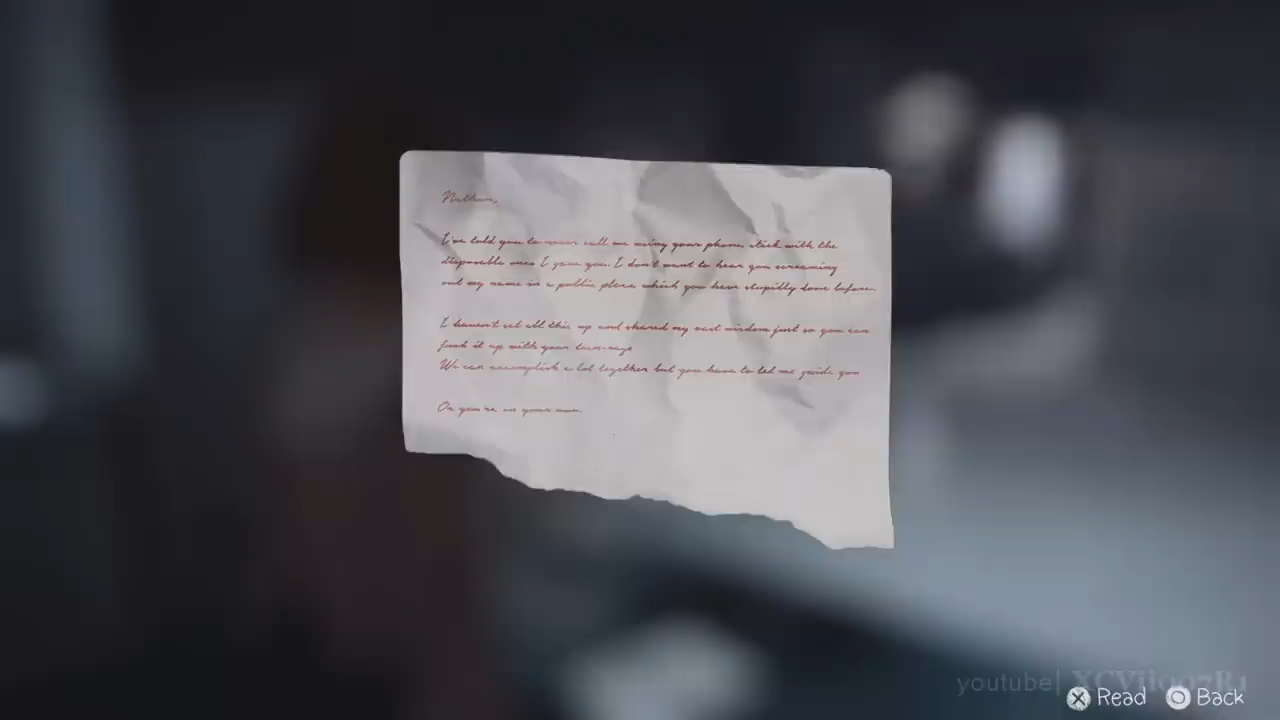 Nathan,
I've told you to never call me using your phone, stick with the
disposable ones I gave you. I don't want to hear you screaming
out my name in a public place which you have stupidly done before.
I haven't set all this up and shared my vast wisdom just so you can
fuck it up with your teen-rage
We can accomplish a lot together but you have to let me guide you
Or you're on your own.
youtube| XCVii007R1
Read Back